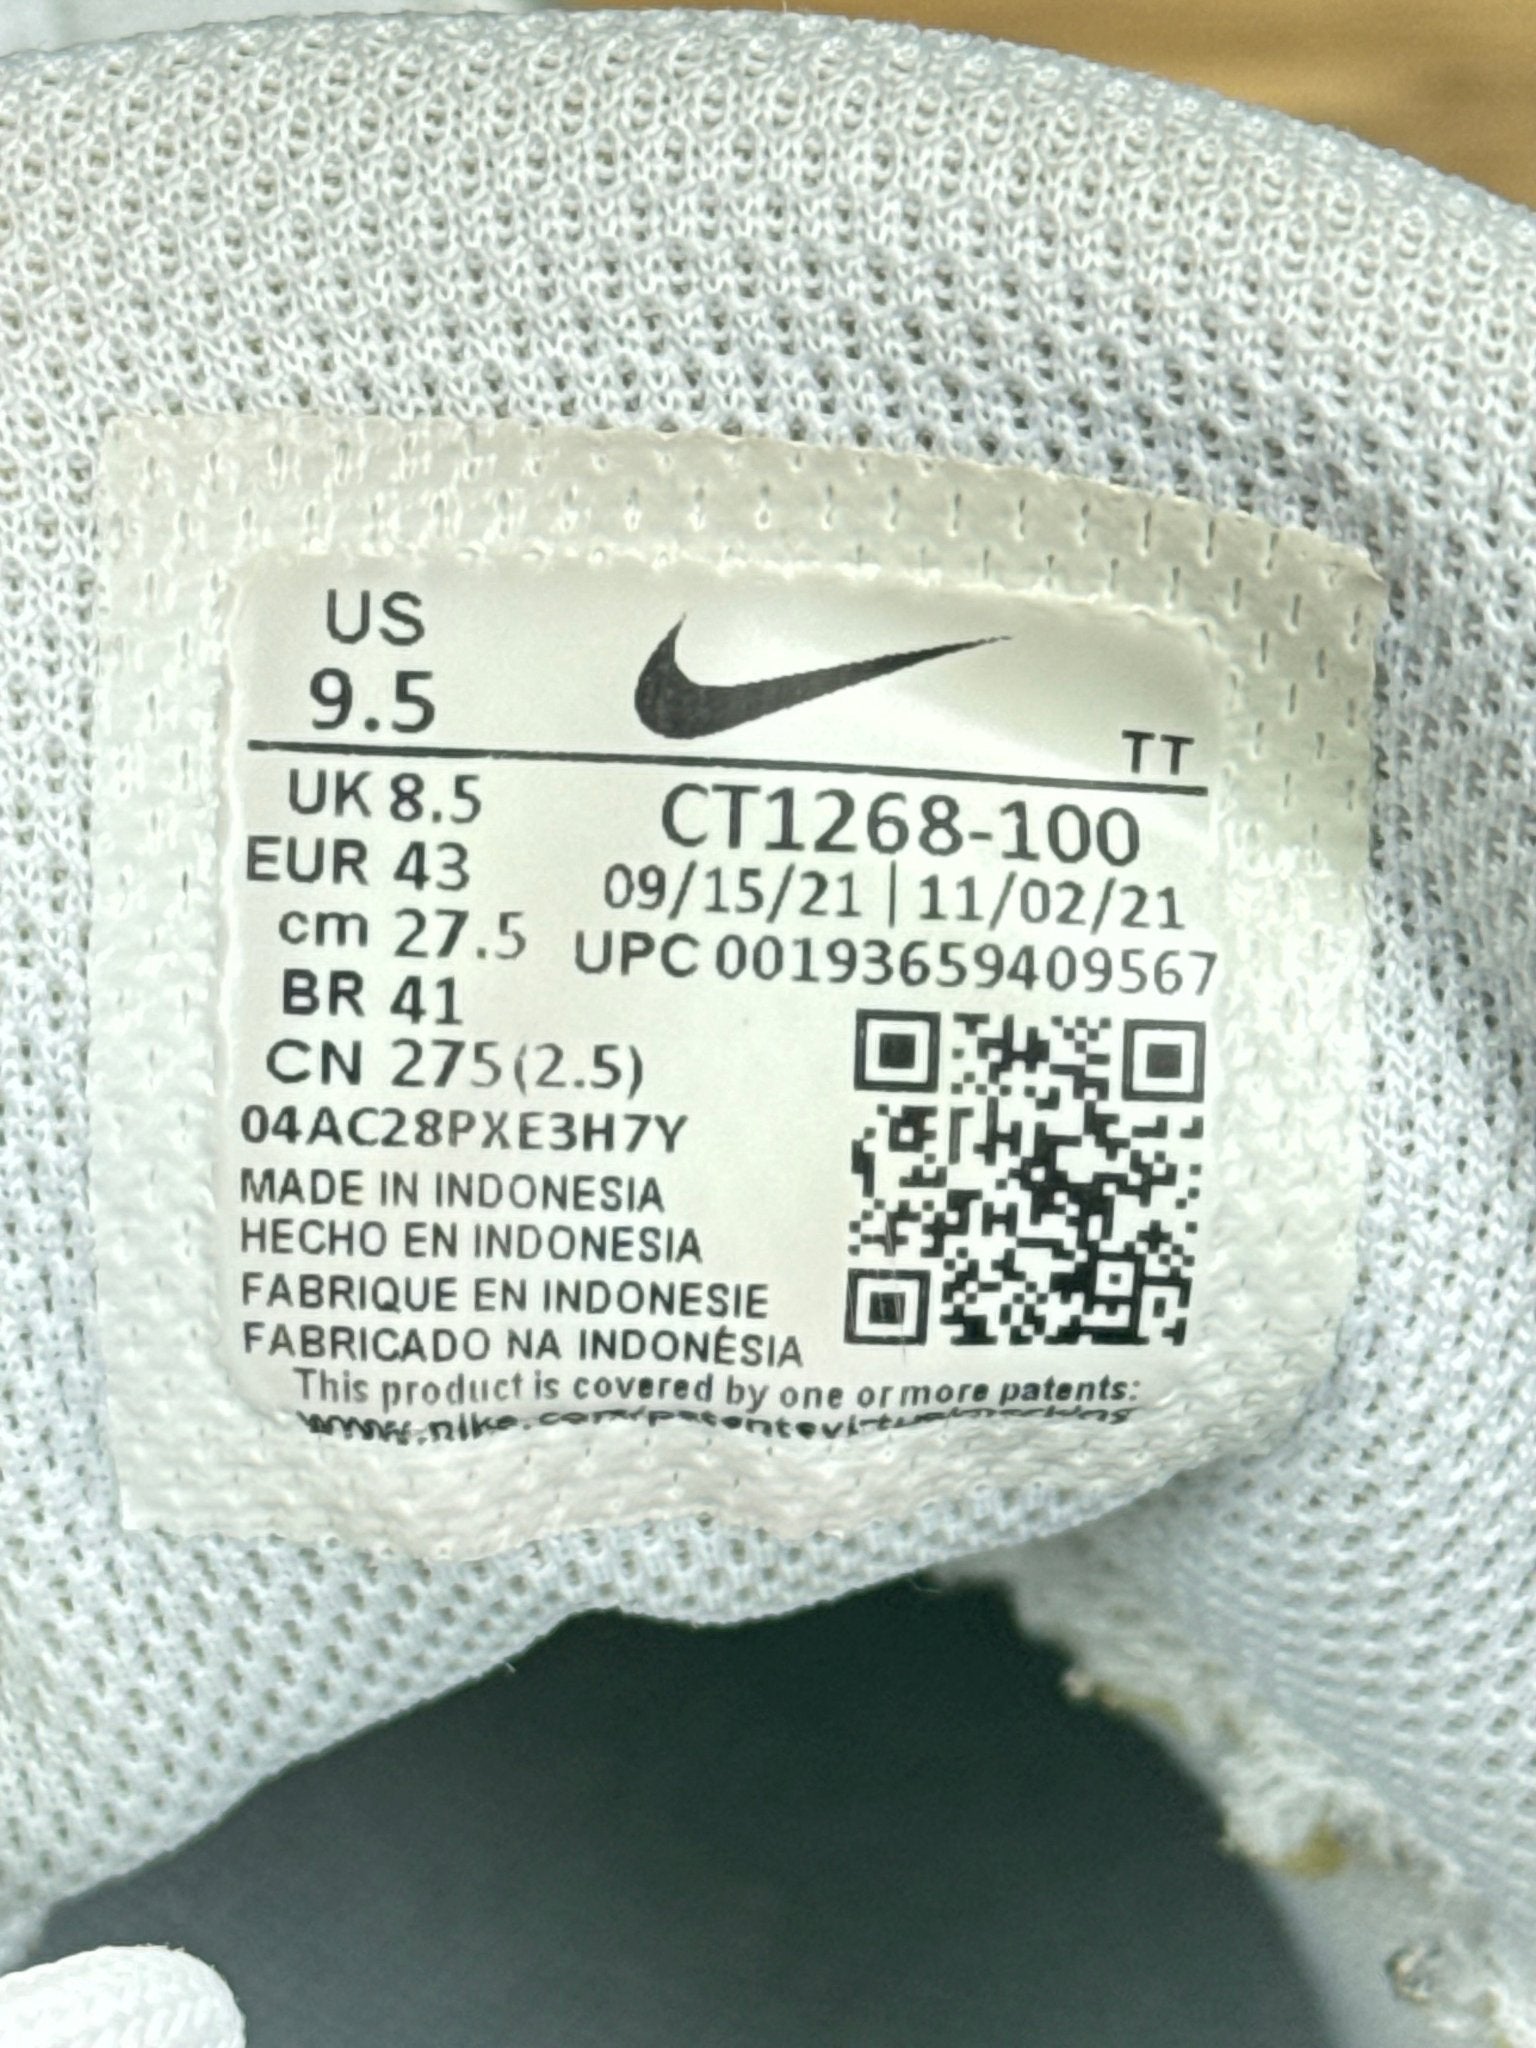 US
9.5
TT
UK 8.5
EUR 43
cm 27.5
BR 41
CN 275(2.5)
CT1268-100
09/15/21 | 11/02/21
UPC 00193659409567
04AC28PXE3H7Y
MADE IN INDONESIA
HECHO EN INDONESIA
FABRIQUE EN INDONESIE
FABRICADO NA INDONÉSIA
This product is covered by one or more patents: